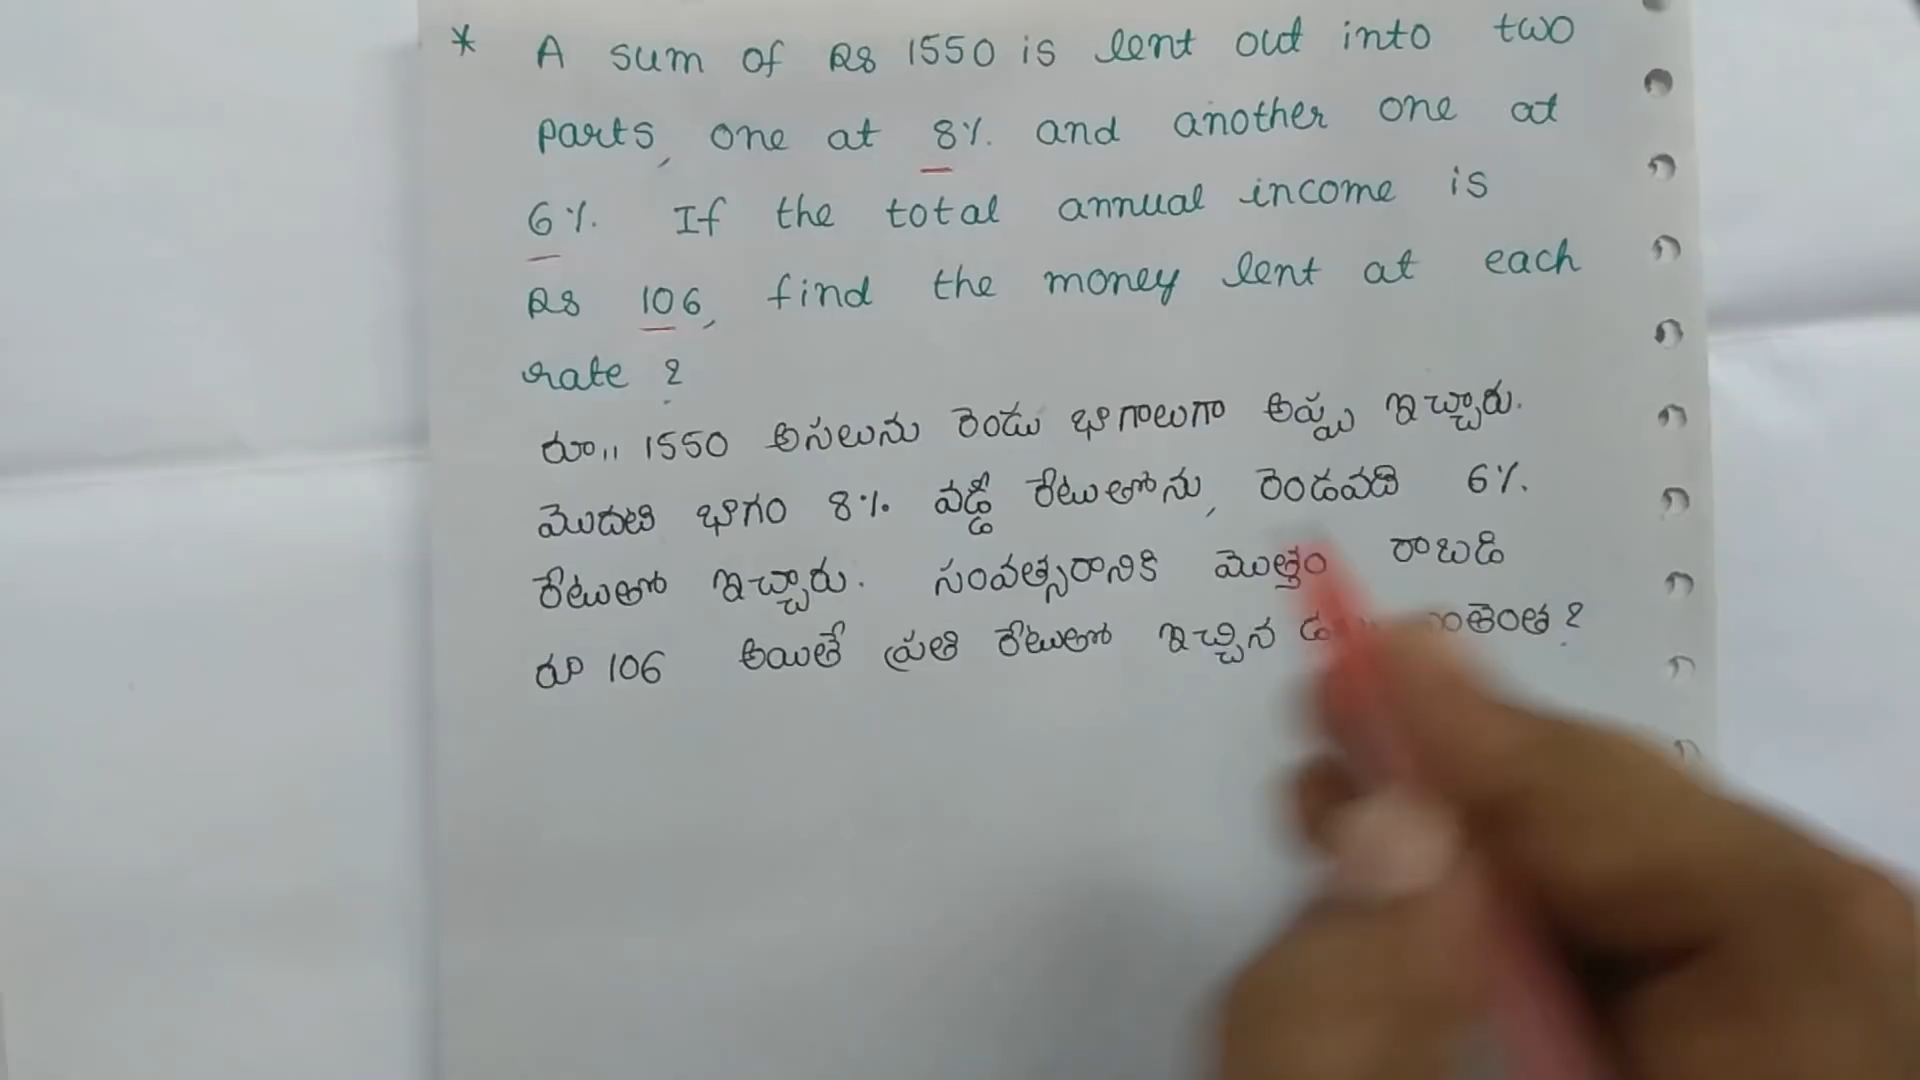 * A sum of Rs 1550 is lent out into two
parts, one at 8%. and another one at
6%. If the total annual income is
Rs 106, find the money lent at each
rate ?
రూ,, 1550 అసలును రెండు భాగాలుగా అప్పు ఇచ్చారు.
మొదటి భాగం 8%. వడ్డీ రేటుతోను, రెండవది 6%.
రేటుతో ఇచ్చారు. సంవత్సరానికి మొత్తం రాబడి
రూ 106 అయితే ప్రతి రేటుతో ఇచ్చిన